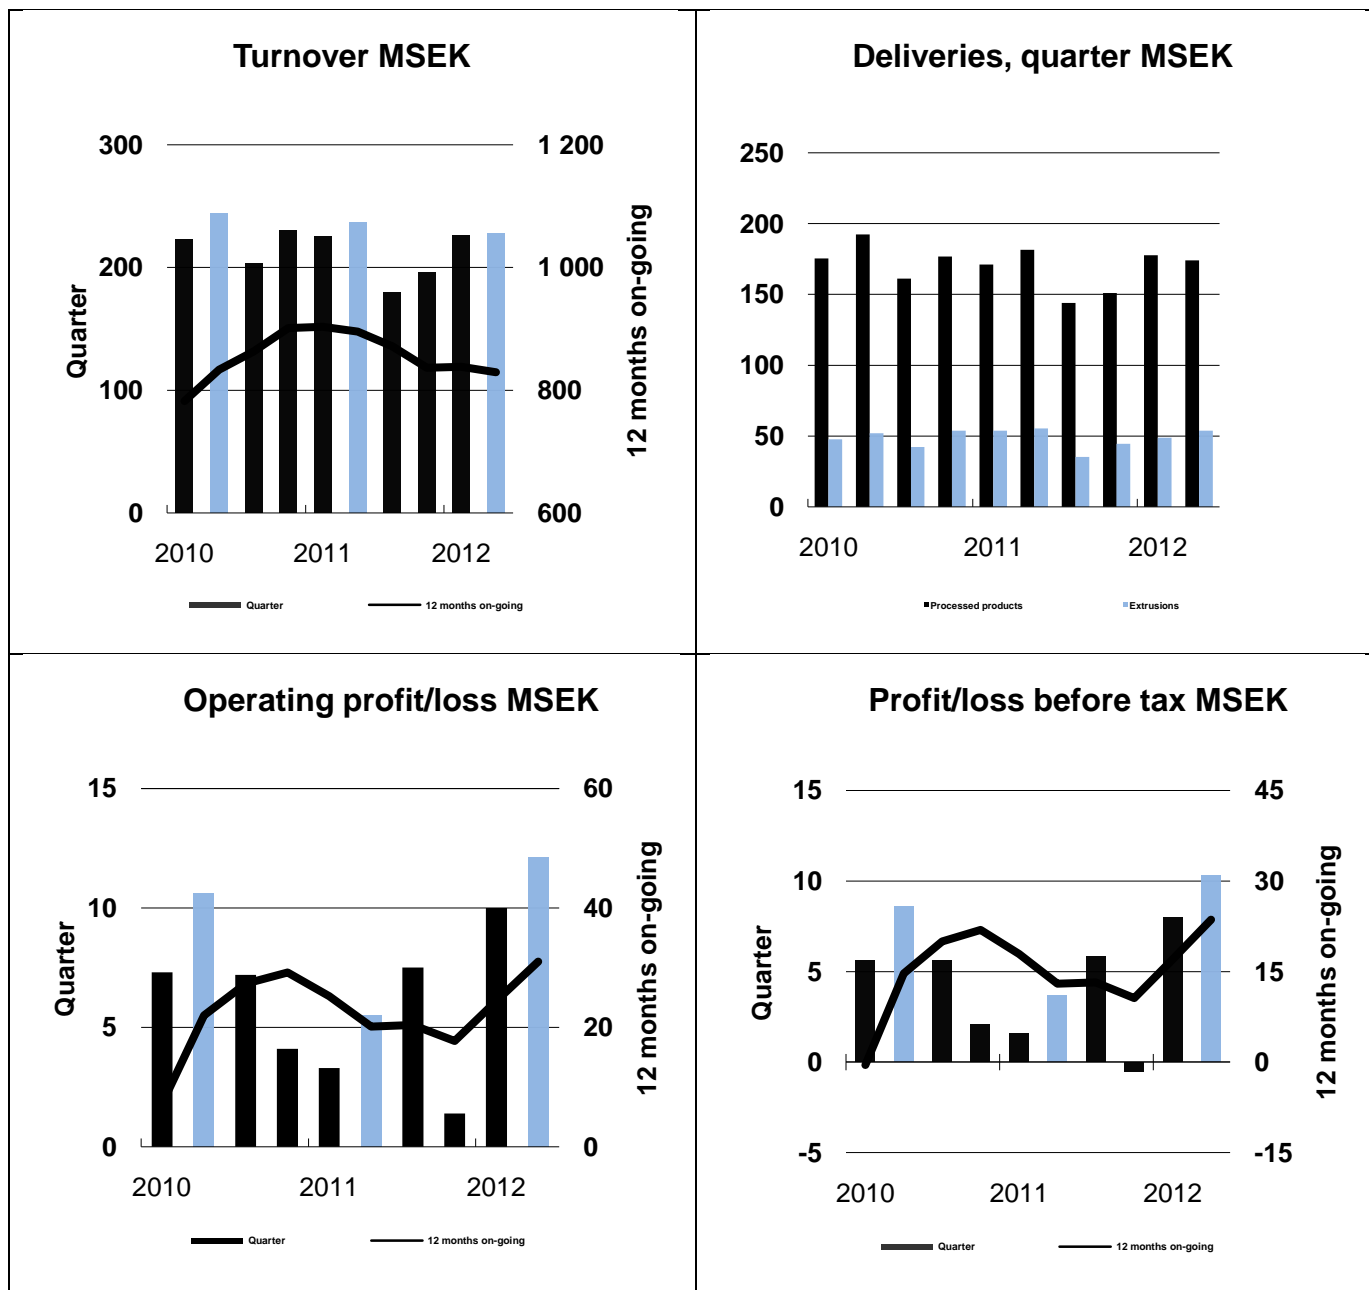 Turnover MSEK
300
200
100
0
1 200
1 000
800
600
Quarter
12 months on-going
2010
2011
2012
Quarter
12 months on-going
Deliveries, quarter MSEK
250
200
150
100
50
0
2010
2011
2012
Processed products
Extrusions
Operating profit/loss MSEK
15
10
5
0
60
40
20
0
Quarter
12 months on-going
2010
2011
2012
Quarter
12 months on-going
Profit/loss before tax MSEK
15
10
5
0
-5
45
30
15
0
-15
Quarter
12 months on-going
2010
2011
2012
Quarter
12 months on-going